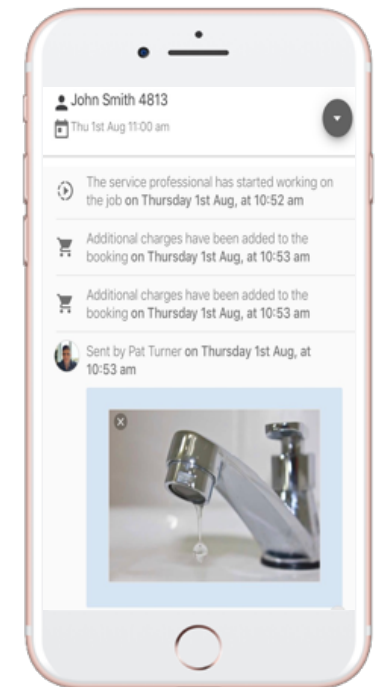 John Smith 4813
Thu 1st Aug 11:00 am
The service professional has started working on
the job on Thursday 1st Aug, at 10:52 am
Additional charges have been added to the
booking on Thursday 1st Aug, at 10:53 am
Additional charges have been added to the
booking on Thursday 1st Aug, at 10:53 am
Sent by Pat Turner on Thursday 1st Aug, at
10:53 am